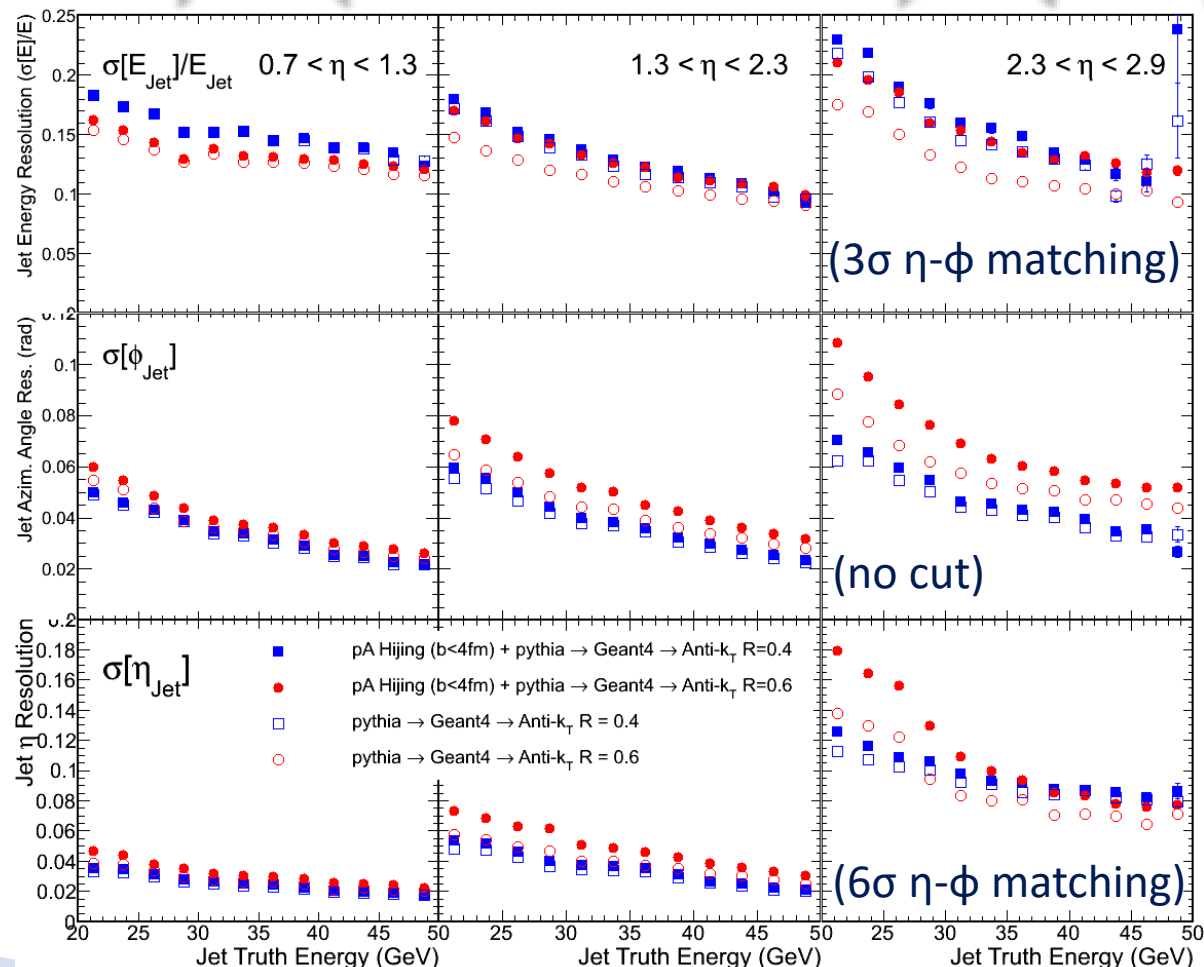 Jet Energy Resolution (σ[E]/E)
0.25
0.2
0.15
0.1
0.05
σ[E_Jet]/E_Jet 0.7 < η < 1.3
1.3 < η < 2.3
2.3 < η < 2.9
(3σ η-ϕ matching)
Jet Azim. Angle Res. (rad)
0.1
0.08
0.06
0.04
0.02
σ[ϕ_Jet]
(no cut)
Jet η Resolution
0.18
0.16
0.14
0.12
0.1
0.08
0.06
0.04
0.02
0
σ[η_Jet]
pA Hijing (b<4fm) + pythia → Geant4 → Anti-k_T R=0.4
pA Hijing (b<4fm) + pythia → Geant4 → Anti-k_T R=0.6
pythia → Geant4 → Anti-k_T R = 0.4
pythia → Geant4 → Anti-k_T R = 0.6
(6σ η-ϕ matching)
20 25 30 35 40 45 50 25 30 35 40 45 50 25 30 35 40 45 50
Jet Truth Energy (GeV) Jet Truth Energy (GeV) Jet Truth Energy (GeV)